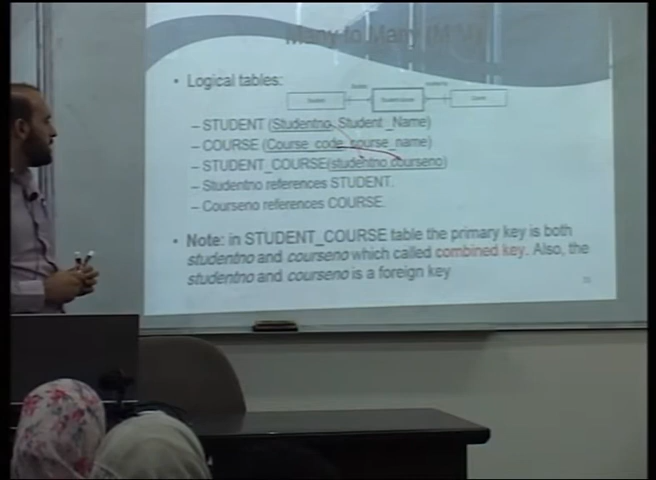 Many to Many (M:M)
• Logical tables:
– STUDENT (Studentno, Student_Name)
– COURSE (Course_code, course_name)
– STUDENT_COURSE(studentno,courseno)
– Studentno references STUDENT.
– Courseno references COURSE.
• Note: in STUDENT_COURSE table the primary key is both
studentno and courseno which called combined key. Also, the
studentno and courseno is a foreign key